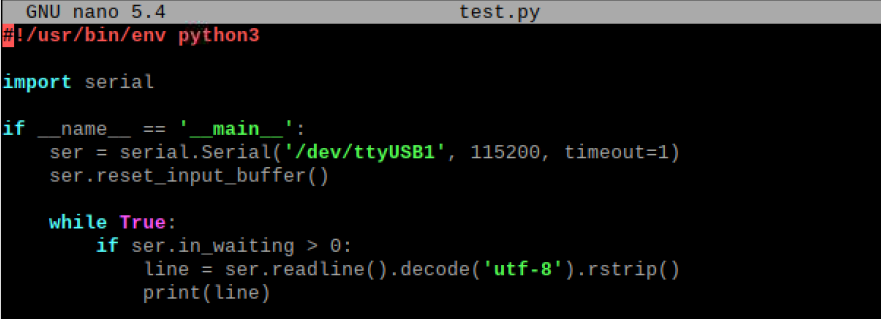 GNU nano 5.4 test.py
#!/usr/bin/env python3
import serial
if __name__ == '__main__':
    ser = serial.Serial('/dev/ttyUSB1', 115200, timeout=1)
    ser.reset_input_buffer()
    while True:
        if ser.in_waiting > 0:
            line = ser.readline().decode('utf-8').rstrip()
            print(line)